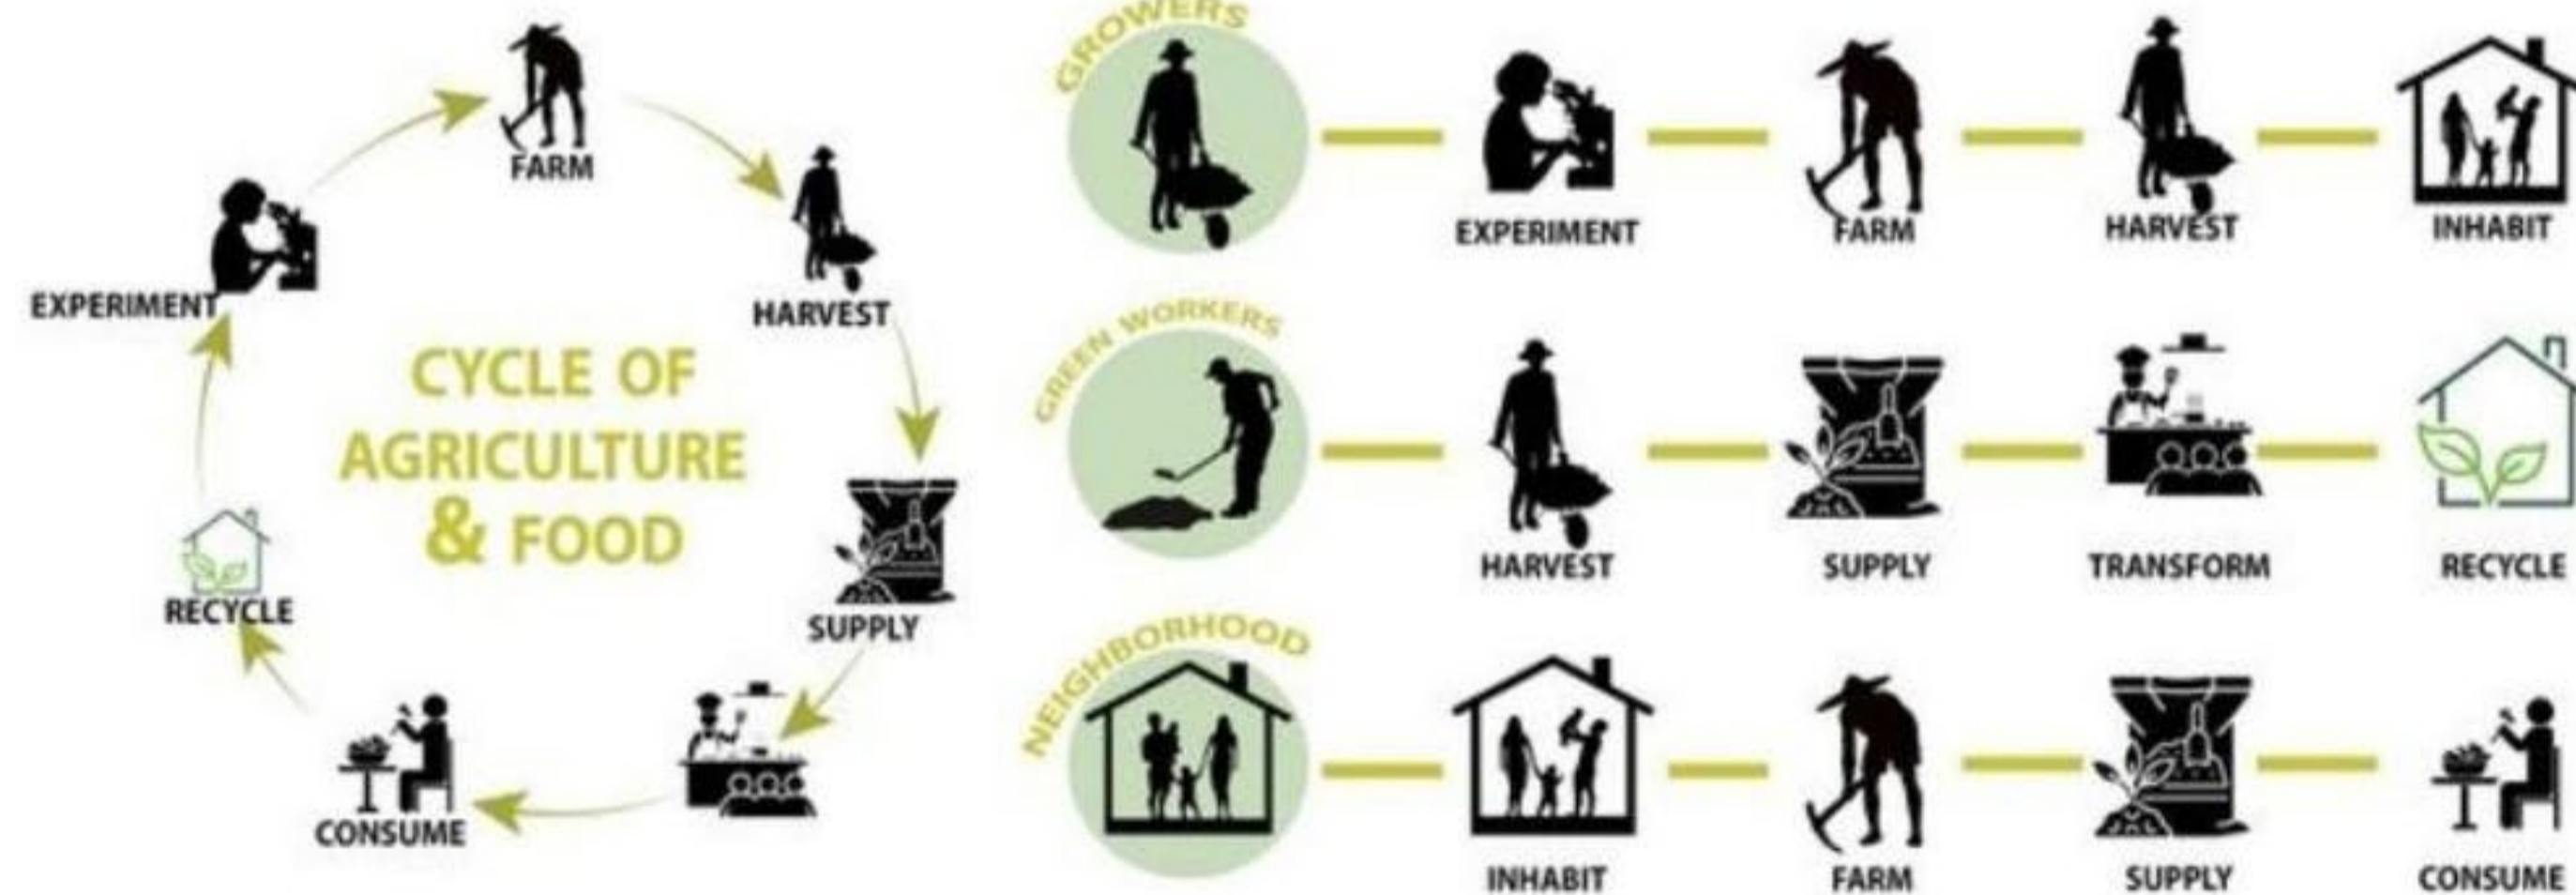 FARM
HARVEST
EXPERIMENT
CYCLE OF
AGRICULTURE
& FOOD
SUPPLY
RECYCLE
CONSUME
GROWERS
EXPERIMENT
FARM
HARVEST
INHABIT
GREEN WORKERS
HARVEST
SUPPLY
TRANSFORM
RECYCLE
NEIGHBORHOOD
INHABIT
FARM
SUPPLY
CONSUME